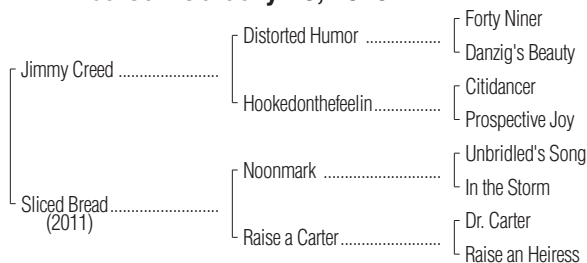 Forty Niner
Distorted Humor ..................
Danzig's Beauty
Jimmy Creed ........................
Citidancer
Hookedonthefeelin................
Prospective Joy
Unbridled's Song
Noonmark ............................
In the Storm
Sliced Bread..........................
(2011)
Dr. Carter
Raise a Carter........................
Raise an Heiress